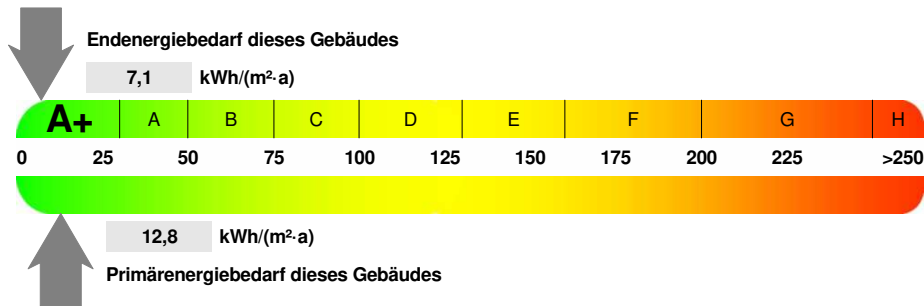 Endenergiebedarf dieses Gebäudes
7,1 kWh/(m²·a)
A+ A B C D E F G H
0 25 50 75 100 125 150 175 200 225 >250
12,8 kWh/(m²·a)
Primärenergiebedarf dieses Gebäudes